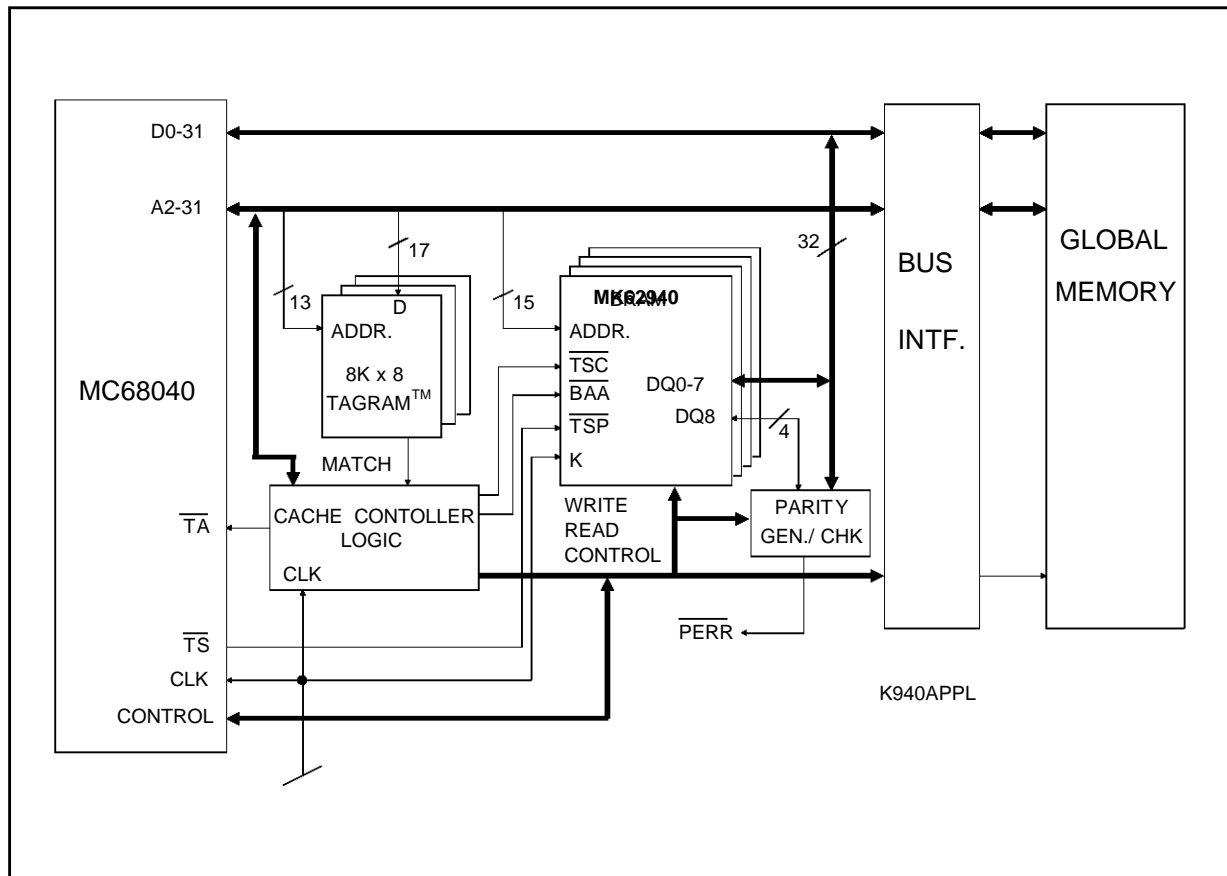 D0-31
A2-31
MC68040
TA
TS
CLK
CONTROL
13
17
15
32
D
ADDR.
8K x 8
TAGRAM™
MATCH
CACHE CONTOLLER
LOGIC
CLK
MK62940
BRAM
ADDR.
TSC
BAA
TSP
K
DQ0-7
DQ8
4
WRITE
READ
CONTROL
PARITY
GEN./ CHK
PERR
BUS
INTF.
GLOBAL
MEMORY
K940APPL